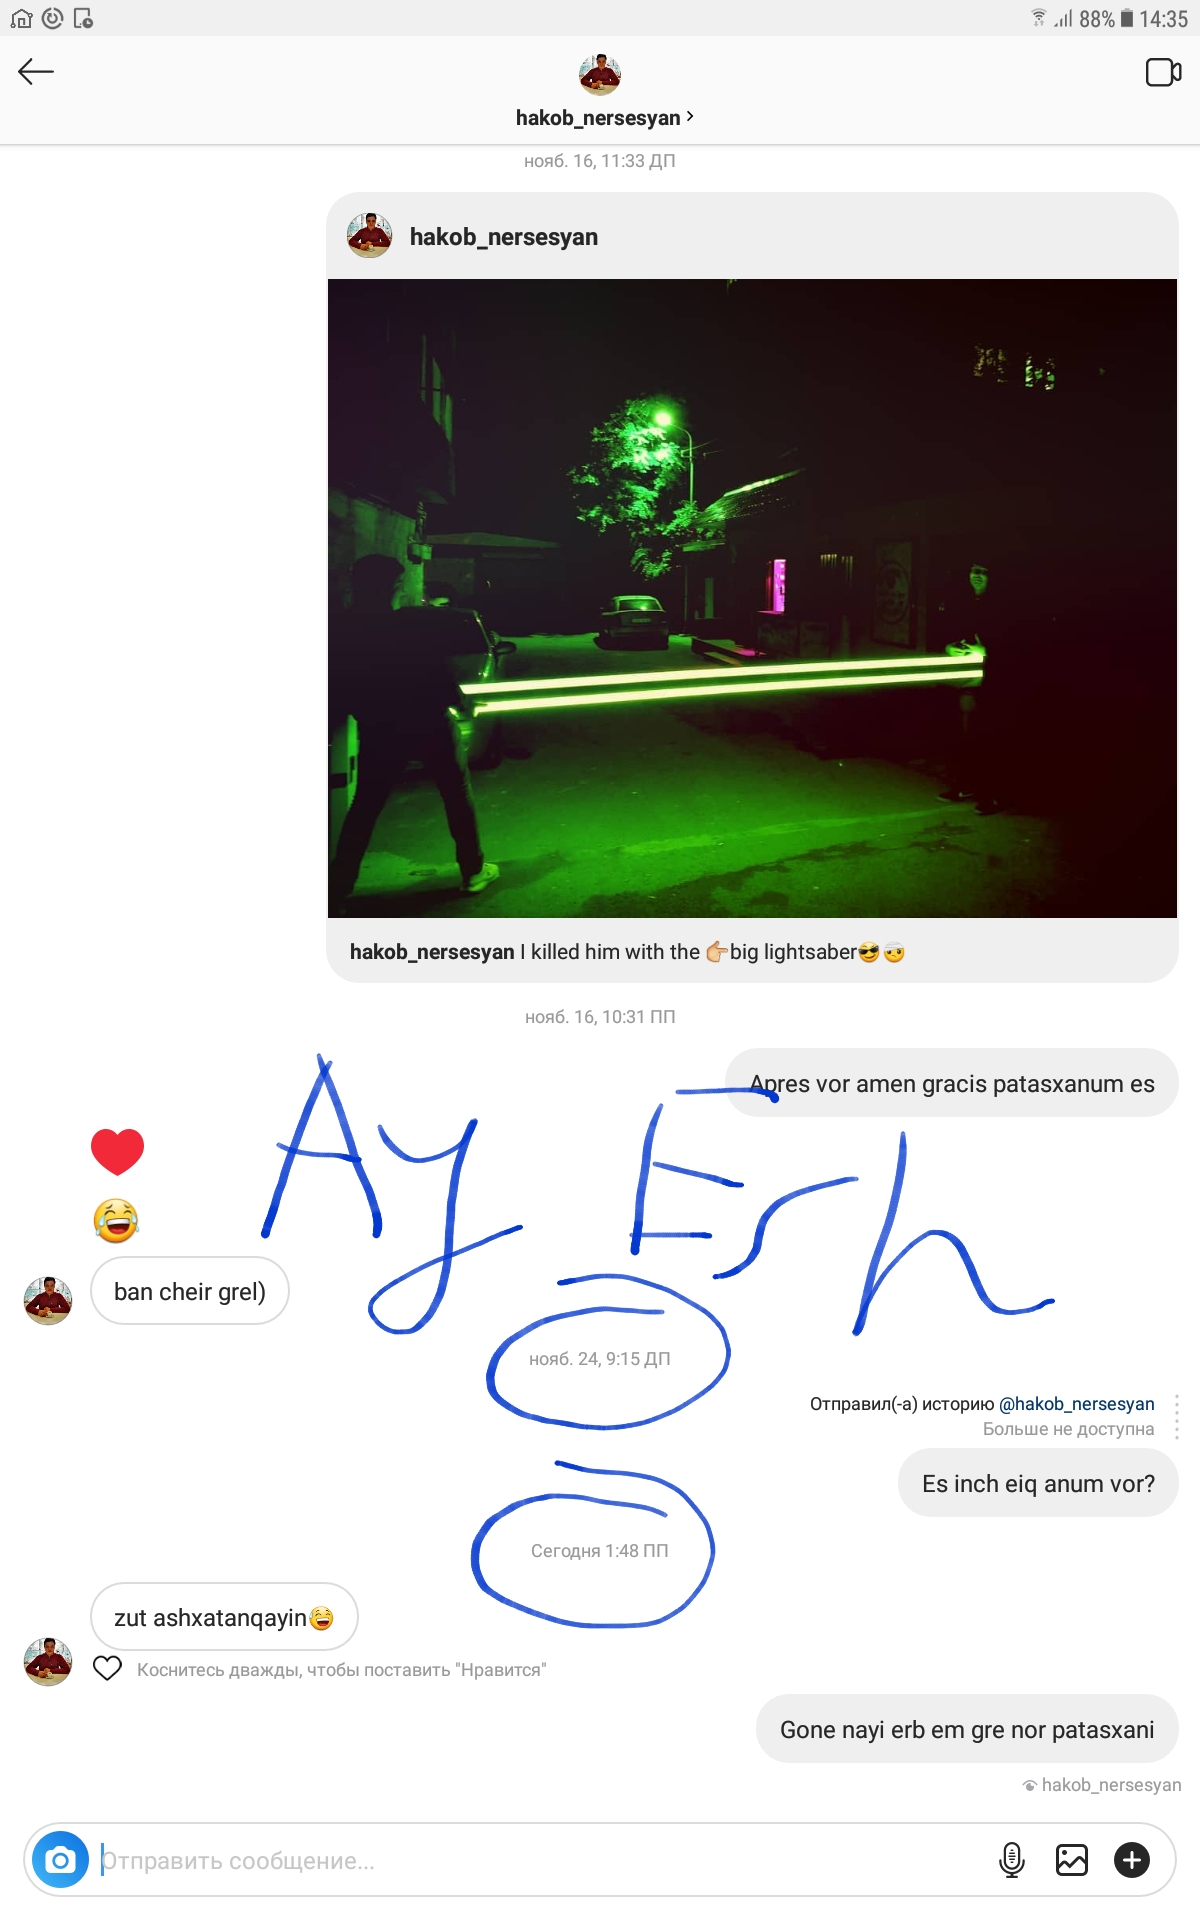 88% 14:35
hakob_nersesyan
нояб. 16, 11:33 ДП
hakob_nersesyan
hakob_nersesyan I killed him with the 👉big lightsaber😎🤕
нояб. 16, 10:31 ПП
Apres vor amen gracis patasxanum es
Ay Esh
ban cheir grel)
нояб. 24, 9:15 ДП
Отправил(-а) историю @hakob_nersesyan
Больше не доступна
Es inch eiq anum vor?
Сегодня 1:48 ПП
zut ashxatanqayin😅
Коснитесь дважды, чтобы поставить "Нравится"
Gone nayi erb em gre nor patasxani
hakob_nersesyan
Отправить сообщение...